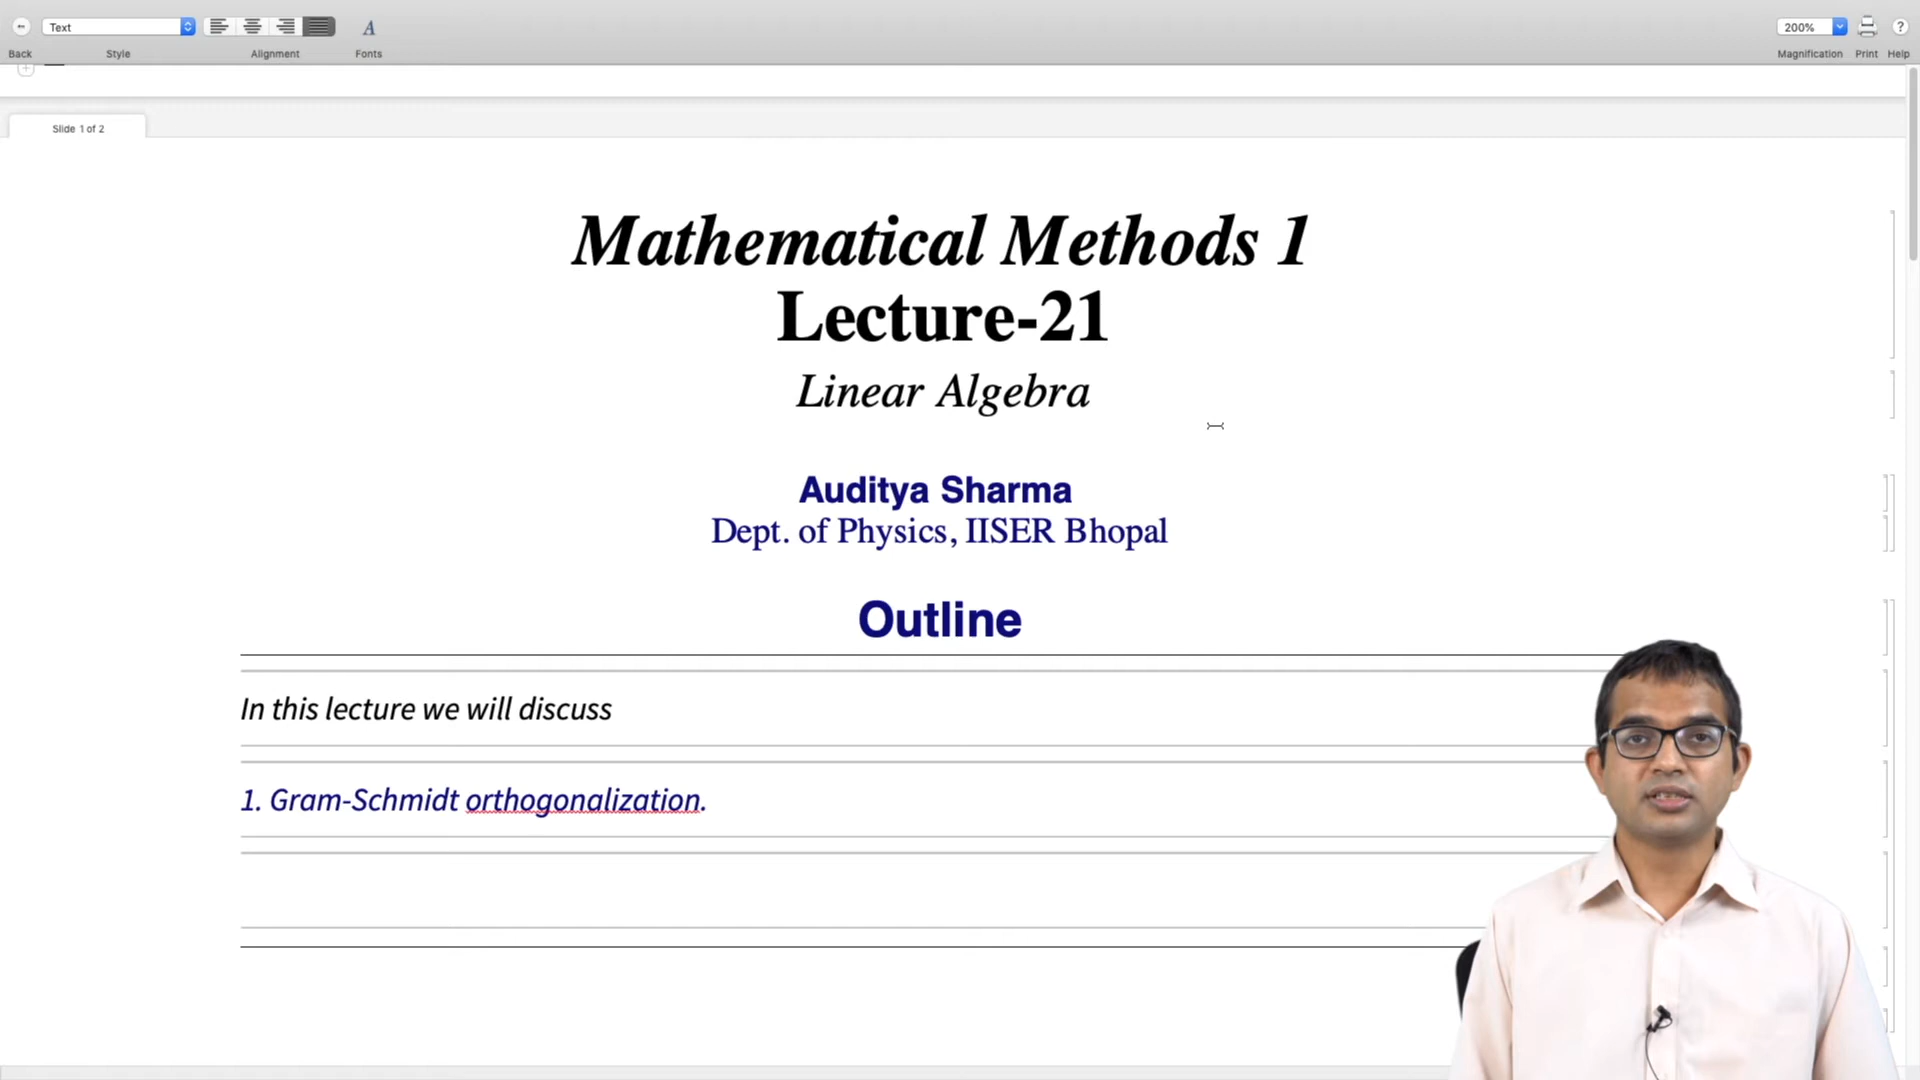 Text
200%
Back
Style
Alignment
Fonts
Magnification
Print
Help
Slide 1 of 2
Mathematical Methods 1
Lecture-21
Linear Algebra
Auditya Sharma
Dept. of Physics, IISER Bhopal
Outline
In this lecture we will discuss
1. Gram-Schmidt orthogonalization.